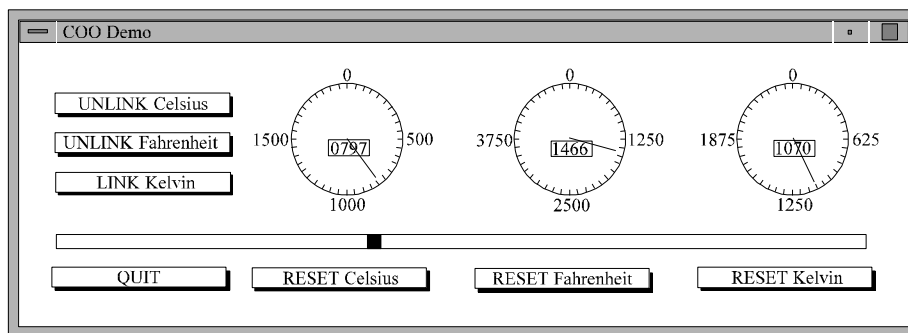 COO Demo
UNLINK Celsius
UNLINK Fahrenheit
LINK Kelvin
0
1500
0797
500
1000
0
3750
1466
1250
2500
0
1875
1070
625
1250
QUIT
RESET Celsius
RESET Fahrenheit
RESET Kelvin